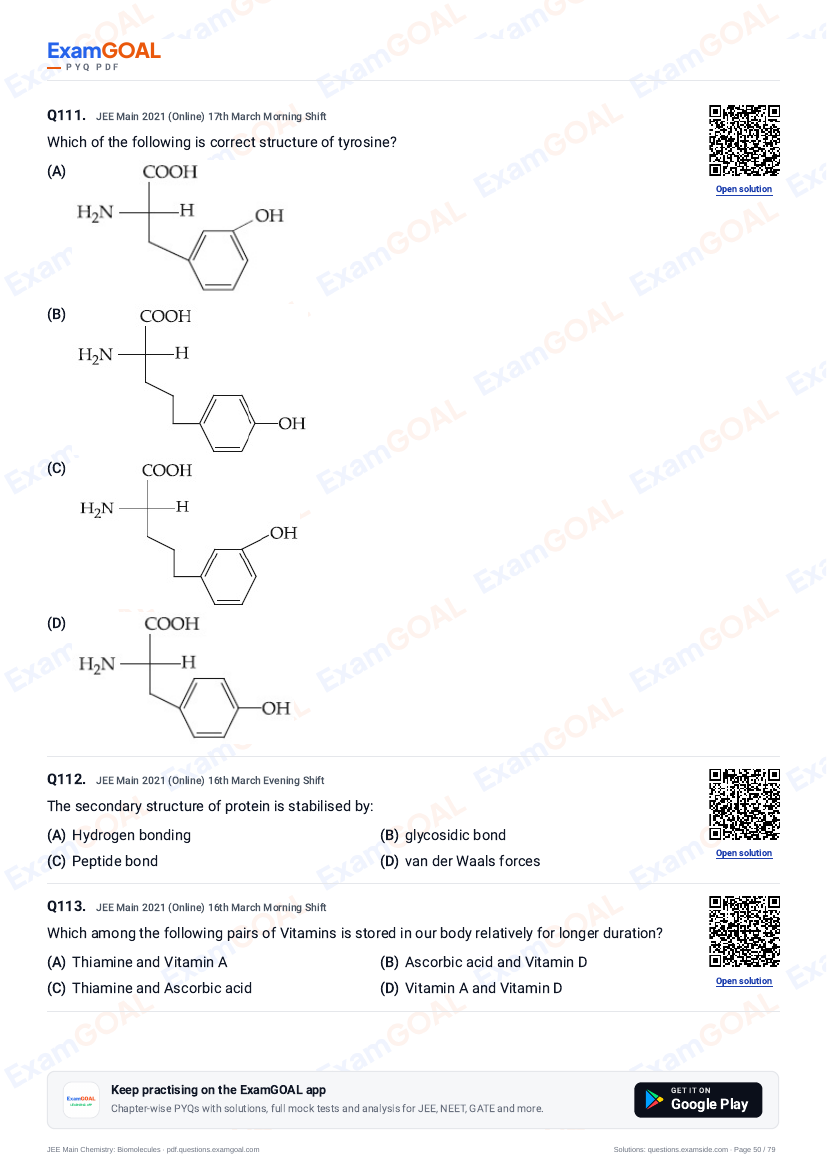 ExamGOAL
PYQ PDF
Q111. JEE Main 2021 (Online) 17th March Morning Shift
Which of the following is correct structure of tyrosine?
Open solution
(A)
COOH
H₂N
H
OH
(B)
COOH
H₂N
H
OH
(C)
COOH
H₂N
H
OH
(D)
COOH
H₂N
H
OH
Q112. JEE Main 2021 (Online) 16th March Evening Shift
The secondary structure of protein is stabilised by:
(A) Hydrogen bonding (B) glycosidic bond
(C) Peptide bond (D) van der Waals forces
Open solution
Q113. JEE Main 2021 (Online) 16th March Morning Shift
Which among the following pairs of Vitamins is stored in our body relatively for longer duration?
(A) Thiamine and Vitamin A (B) Ascorbic acid and Vitamin D
(C) Thiamine and Ascorbic acid (D) Vitamin A and Vitamin D
Open solution
ExamGOAL
Keep practising on the ExamGOAL app
Chapter-wise PYQs with solutions, full mock tests and analysis for JEE, NEET, GATE and more.
GET IT ON
Google Play
JEE Main Chemistry: Biomolecules · pdf.questions.examgoal.com
Solutions: questions.examside.com · Page 50 / 79